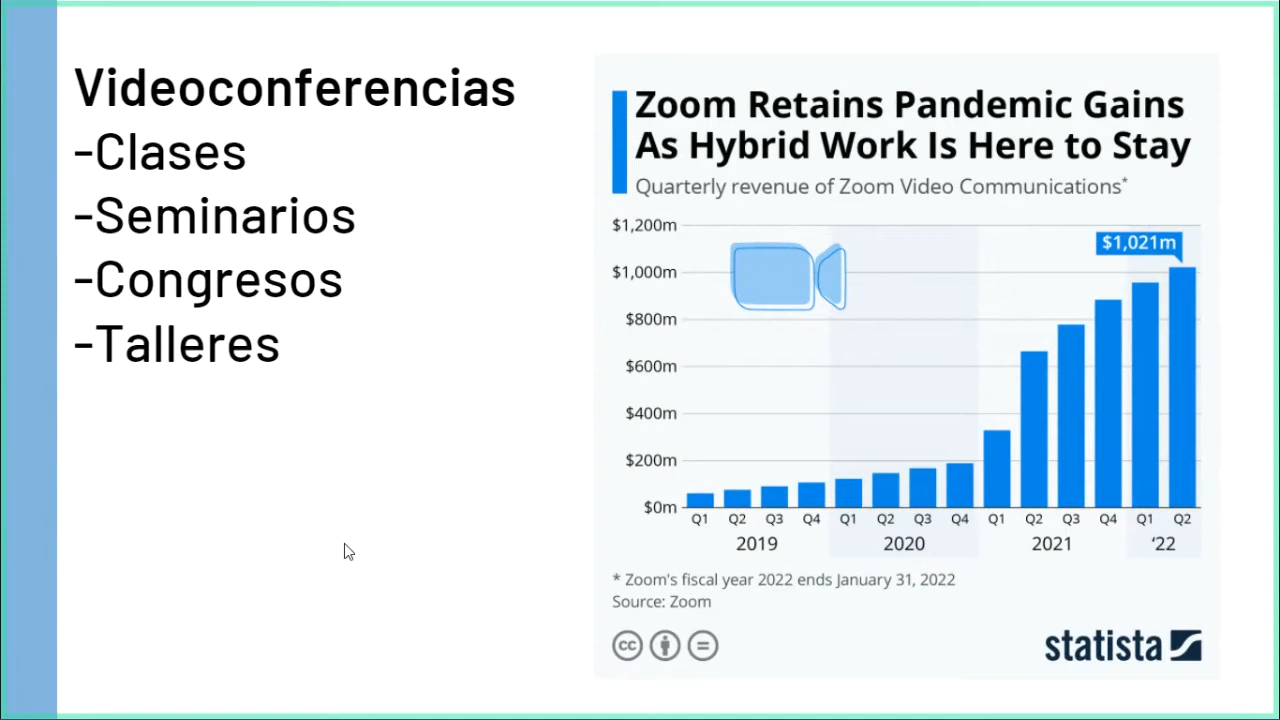 Videoconferencias
-Clases
-Seminarios
-Congresos
-Talleres
Zoom Retains Pandemic Gains
As Hybrid Work Is Here to Stay
Quarterly revenue of Zoom Video Communications*
$1,200m
$1,021m
$1,000m
$800m
$600m
$400m
$200m
$0m
Q1 Q2 Q3 Q4 Q1 Q2 Q3 Q4 Q1 Q2 Q3 Q4 Q1 Q2
2019 2020 2021 ‘22
* Zoom's fiscal year 2022 ends January 31, 2022
Source: Zoom
cc
statista